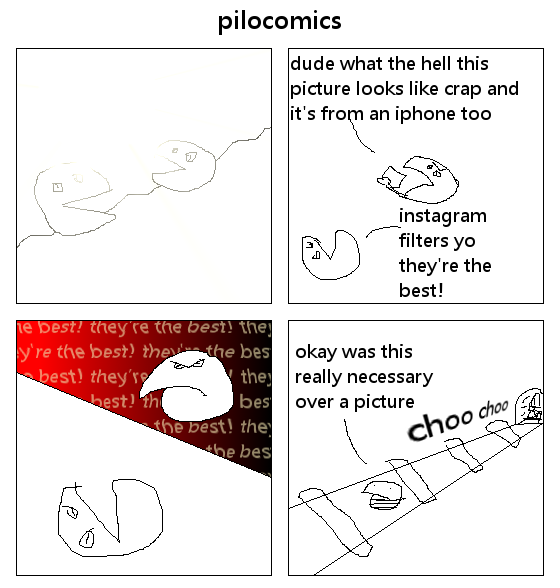 pilocomics
dude what the hell this
picture looks like crap and
it's from an iphone too
instagram
filters yo
they're the
best!
he best! they're the best! they
y're the best! they're the bes
best! they're the
best! th bes
the best! they
the bes
okay was this
really necessary
over a picture
choo choo